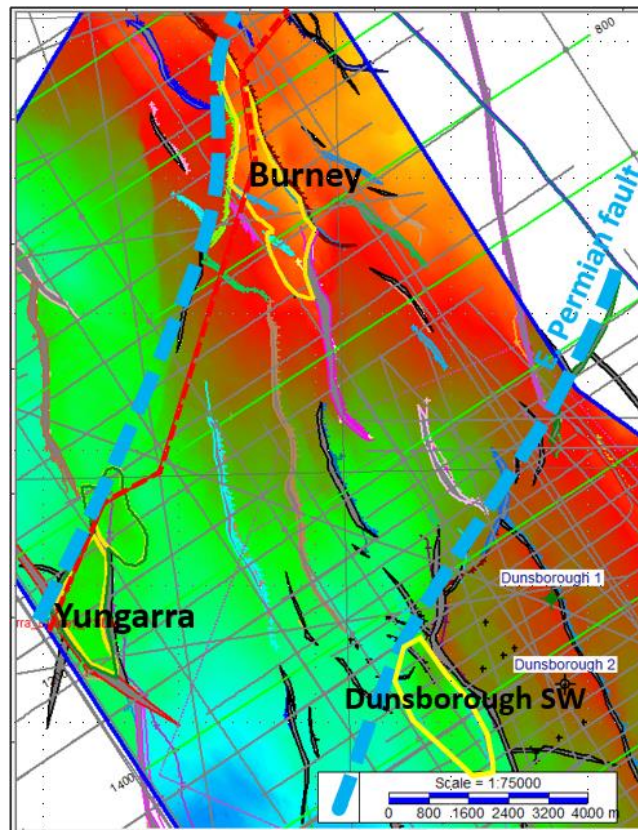 800
Burney
E. Permian fault
Dunsborough 1
Yungarra
Dunsborough 2
Dunsborough SW
1400
Scale = 1:75000
0 800 1600 2400 3200 4000 m